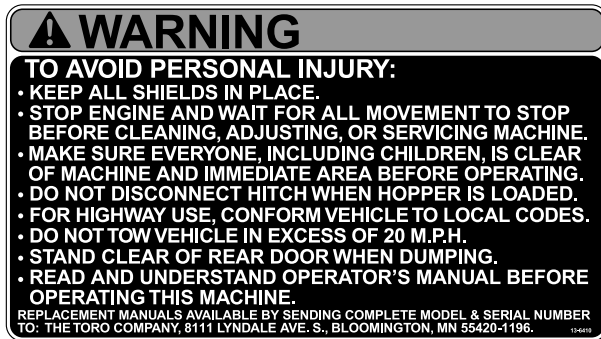 WARNING
TO AVOID PERSONAL INJURY:
• KEEP ALL SHIELDS IN PLACE.
• STOP ENGINE AND WAIT FOR ALL MOVEMENT TO STOP
BEFORE CLEANING, ADJUSTING, OR SERVICING MACHINE.
• MAKE SURE EVERYONE, INCLUDING CHILDREN, IS CLEAR
OF MACHINE AND IMMEDIATE AREA BEFORE OPERATING.
• DO NOT DISCONNECT HITCH WHEN HOPPER IS LOADED.
• FOR HIGHWAY USE, CONFORM VEHICLE TO LOCAL CODES.
• DO NOT TOW VEHICLE IN EXCESS OF 20 M.P.H.
• STAND CLEAR OF REAR DOOR WHEN DUMPING.
• READ AND UNDERSTAND OPERATOR'S MANUAL BEFORE
OPERATING THIS MACHINE.
REPLACEMENT MANUALS AVAILABLE BY SENDING COMPLETE MODEL & SERIAL NUMBER
TO: THE TORO COMPANY, 8111 LYNDALE AVE. S., BLOOMINGTON, MN 55420-1196. 13-6410